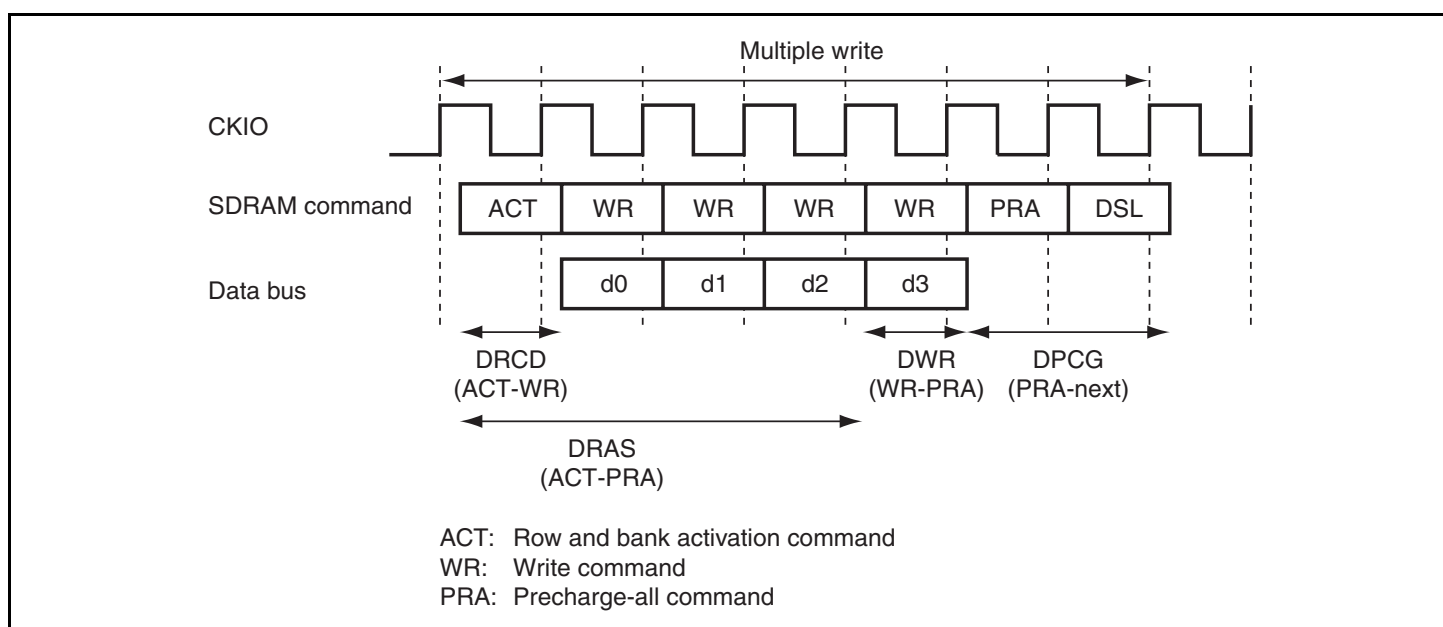 Multiple write
CKIO
SDRAM command ACT WR WR WR WR PRA DSL
Data bus d0 d1 d2 d3
DRCD (ACT-WR)
DWR (WR-PRA)
DPCG (PRA-next)
DRAS (ACT-PRA)
ACT: Row and bank activation command
WR: Write command
PRA: Precharge-all command